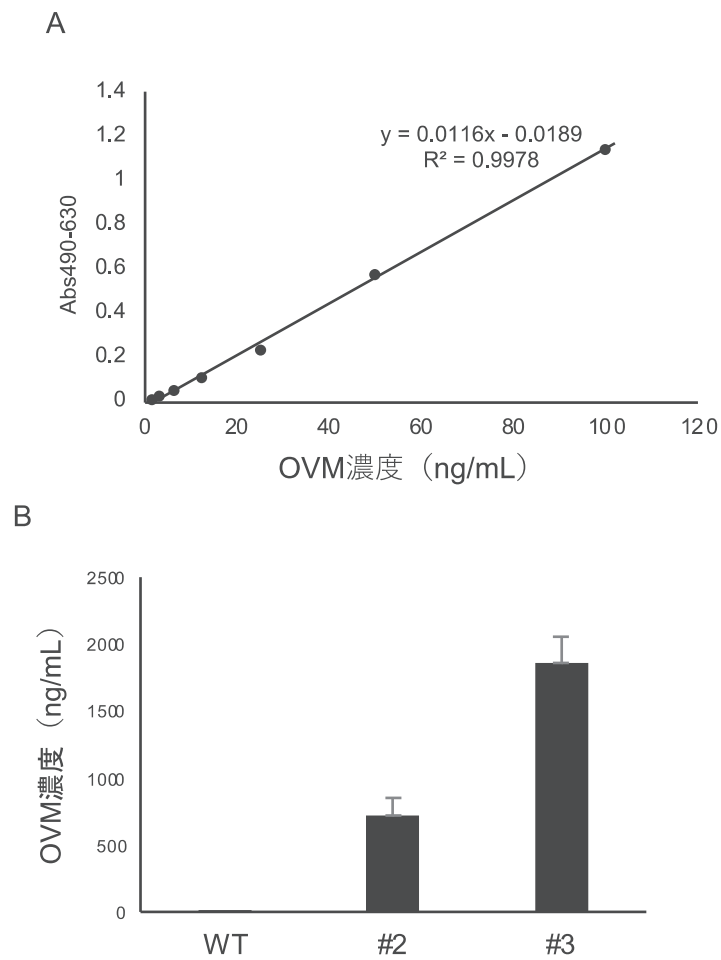 A
1.4
1.2
1
0.8
0.6
0.4
0.2
0
y = 0.0116x - 0.0189
R² = 0.9978
Abs490-630
0 20 40 60 80 100 120
OVM濃度（ng/mL）
B
2500
2000
1500
1000
500
0
OVM濃度（ng/mL）
WT #2 #3